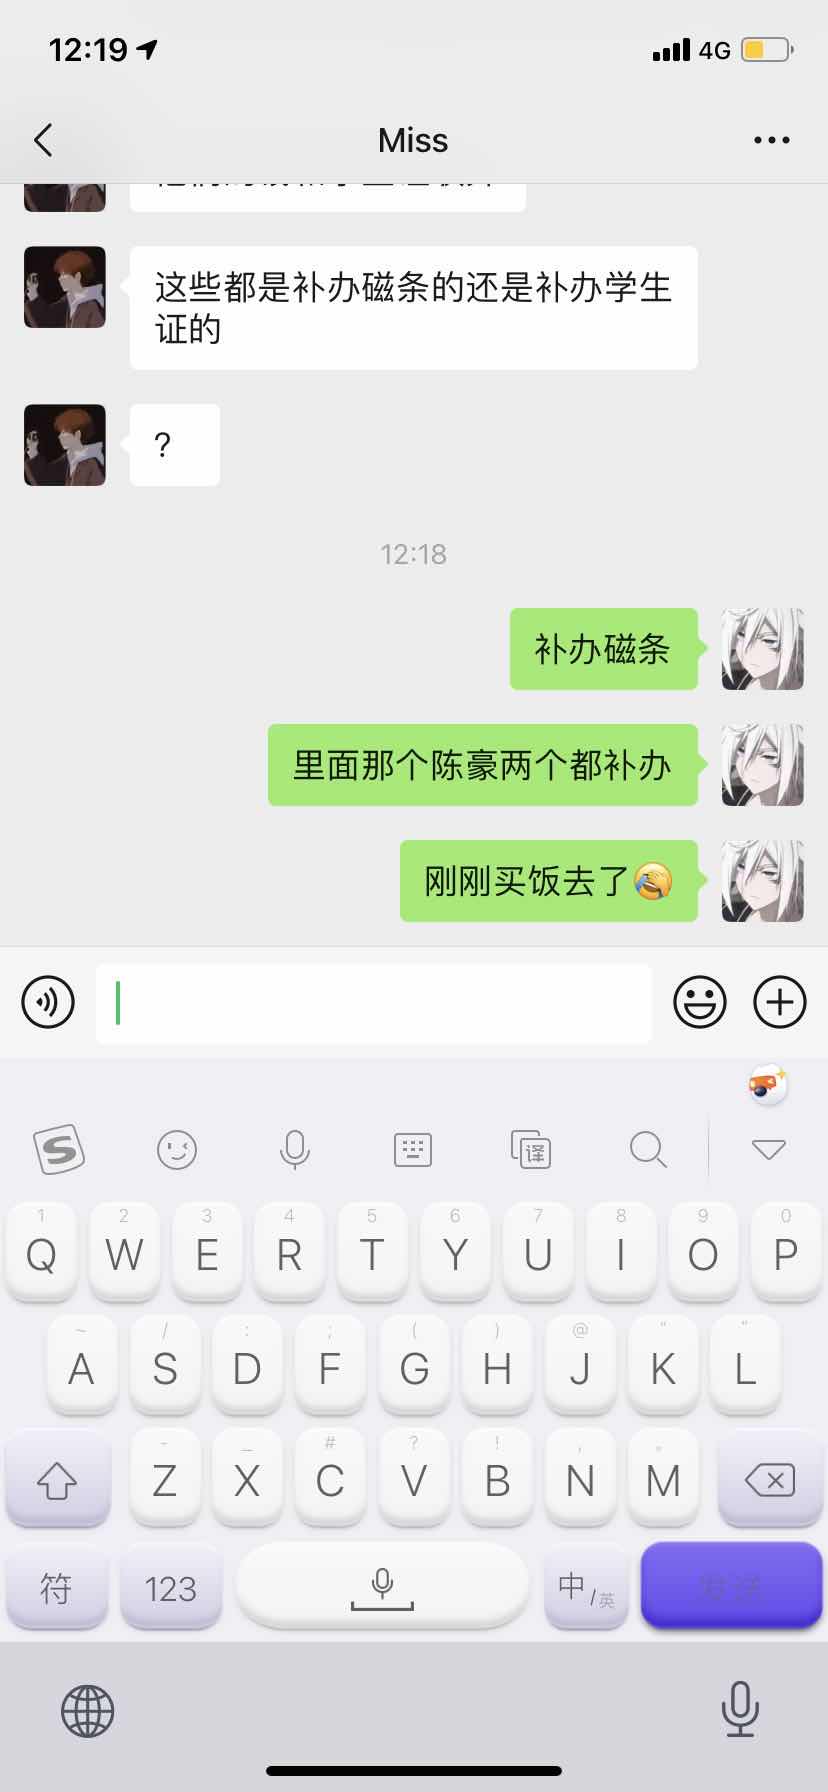 12:19
4G
Miss
这些都是补办磁条的还是补办学生
证的
?
12:18
补办磁条
里面那个陈豪两个都补办
刚刚买饭去了🤣
S
译
1 2 3 4 5 6 7 8 9 0
Q W E R T Y U I O P
~ / : ; ( ) @ “ ”
A S D F G H J K L
- _ # ? ! , 。
Z X C V B N M
符 123 中/英 发送